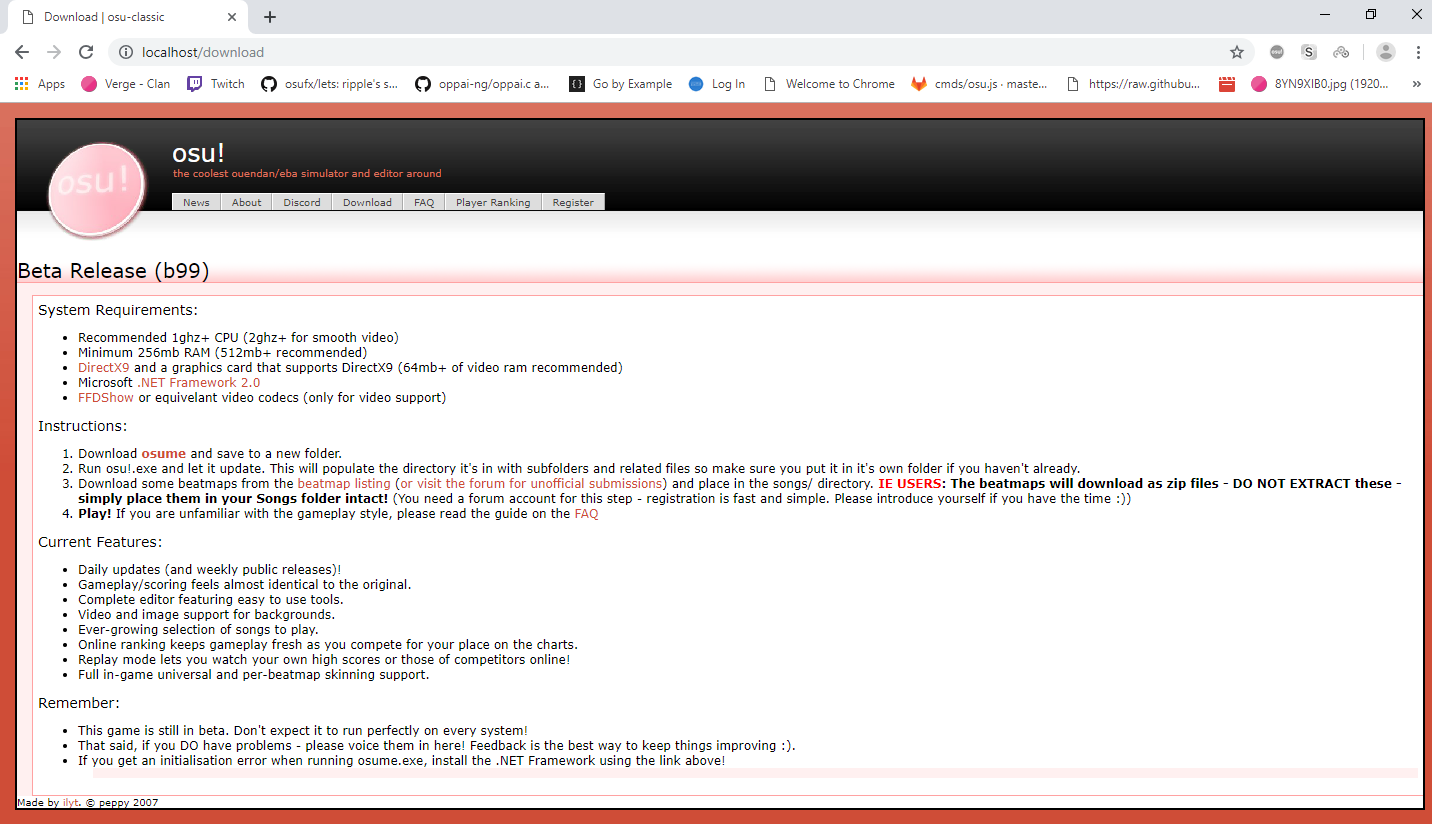 Download | osu-classic
localhost/download
Apps Verge - Clan Twitch osufx/lets: ripple's s... oppai-ng/oppai.c a... Go by Example Log In Welcome to Chrome cmds/osu.js · maste... https://raw.githubu... 8YN9XIB0.jpg (1920... »
osu!
osu!
the coolest ouendan/eba simulator and editor around
News About Discord Download FAQ Player Ranking Register
Beta Release (b99)
System Requirements:
• Recommended 1ghz+ CPU (2ghz+ for smooth video)
• Minimum 256mb RAM (512mb+ recommended)
• DirectX9 and a graphics card that supports DirectX9 (64mb+ of video ram recommended)
• Microsoft .NET Framework 2.0
• FFDShow or equivelant video codecs (only for video support)
Instructions:
1. Download osume and save to a new folder.
2. Run osu!.exe and let it update. This will populate the directory it's in with subfolders and related files so make sure you put it in it's own folder if you haven't already.
3. Download some beatmaps from the beatmap listing (or visit the forum for unofficial submissions) and place in the songs/ directory. IE USERS: The beatmaps will download as zip files - DO NOT EXTRACT these -
simply place them in your Songs folder intact! (You need a forum account for this step - registration is fast and simple. Please introduce yourself if you have the time :))
4. Play! If you are unfamiliar with the gameplay style, please read the guide on the FAQ
Current Features:
• Daily updates (and weekly public releases)!
• Gameplay/scoring feels almost identical to the original.
• Complete editor featuring easy to use tools.
• Video and image support for backgrounds.
• Ever-growing selection of songs to play.
• Online ranking keeps gameplay fresh as you compete for your place on the charts.
• Replay mode lets you watch your own high scores or those of competitors online!
• Full in-game universal and per-beatmap skinning support.
Remember:
• This game is still in beta. Don't expect it to run perfectly on every system!
• That said, if you DO have problems - please voice them in here! Feedback is the best way to keep things improving :).
• If you get an initialisation error when running osume.exe, install the .NET Framework using the link above!
Made by ilyt. © peppy 2007